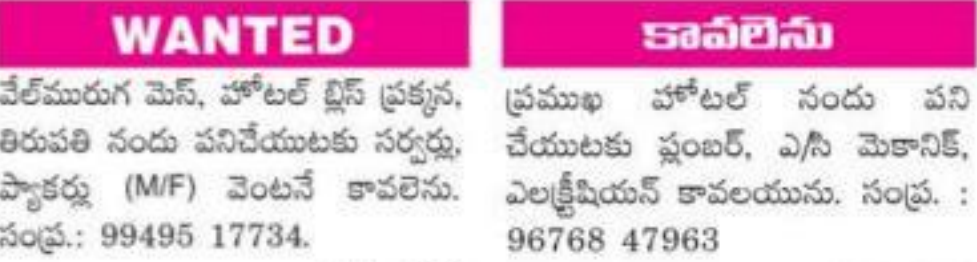 WANTED
వేల్‌మురుగ మెస్, హోటల్ బ్లిస్ ప్రక్కన,
తిరుపతి నందు పనిచేయుటకు సర్వర్లు,
ప్యాకర్లు (M/F) వెంటనే కావలెను.
సంప్ర.: 99495 17734.
కావలెను
ప్రముఖ హోటల్ నందు పని
చేయుటకు ప్లంబర్, ఎ/సి మెకానిక్,
ఎలక్ట్రీషియన్ కావలయును. సంప్ర. :
96768 47963